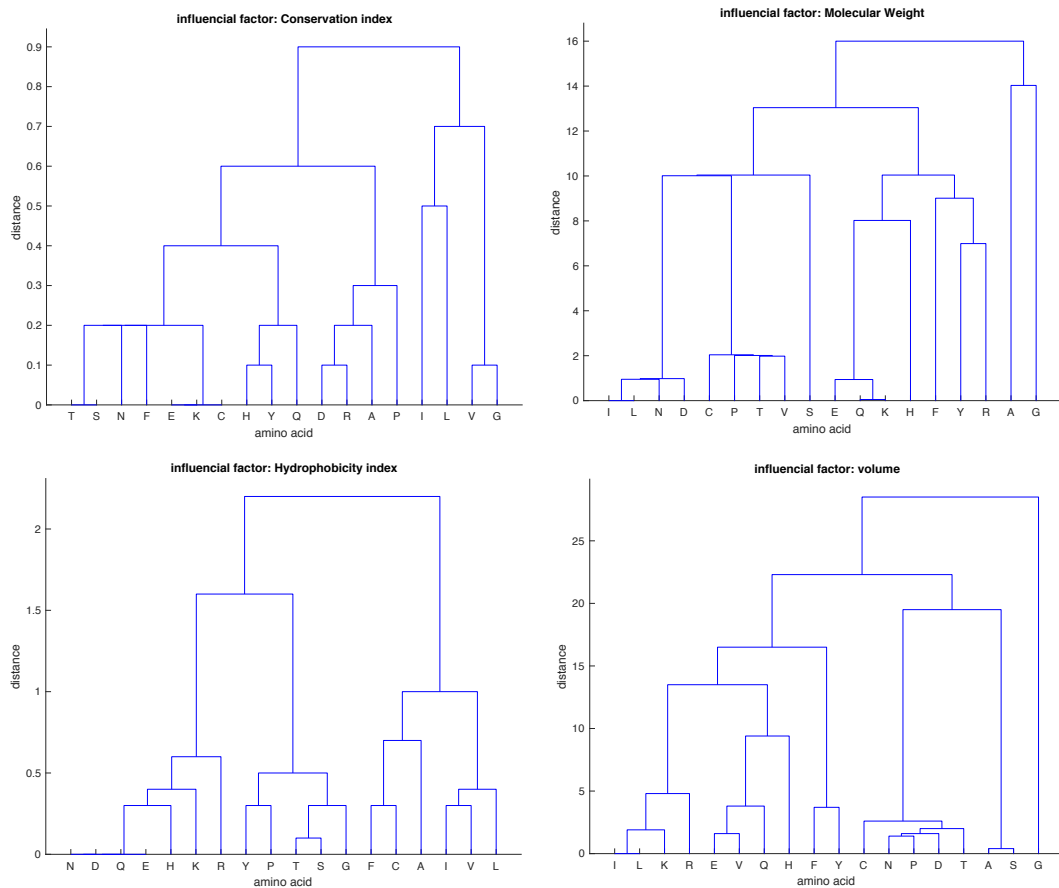 influencial factor: Conservation index
0.9
0.8
0.7
0.6
0.5
0.4
0.3
0.2
0.1
0
distance
T S N F E K C H Y Q D R A P I L V G
amino acid
influencial factor: Molecular Weight
16
14
12
10
8
6
4
2
0
distance
I L N D C P T V S E Q K H F Y R A G
amino acid
influencial factor: Hydrophobicity index
2
1.5
1
0.5
0
distance
N D Q E H K R Y P T S G F C A I V L
amino acid
influencial factor: volume
25
20
15
10
5
0
distance
I L K R E V Q H F Y C N P D T A S G
amino acid